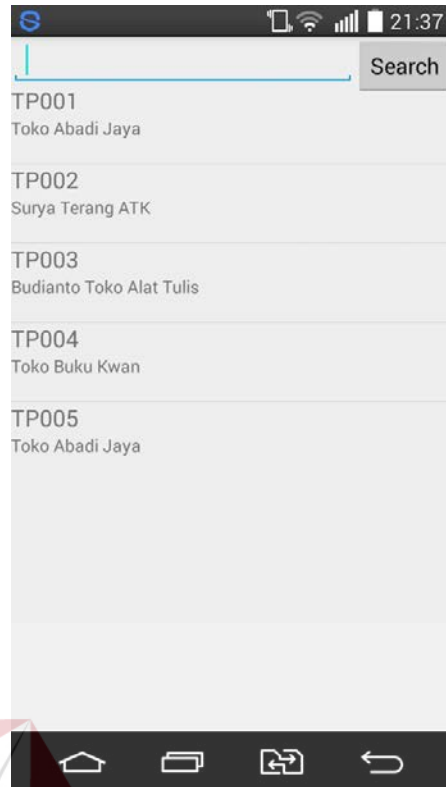 21:37
Search
TP001
Toko Abadi Jaya
TP002
Surya Terang ATK
TP003
Budianto Toko Alat Tulis
TP004
Toko Buku Kwan
TP005
Toko Abadi Jaya